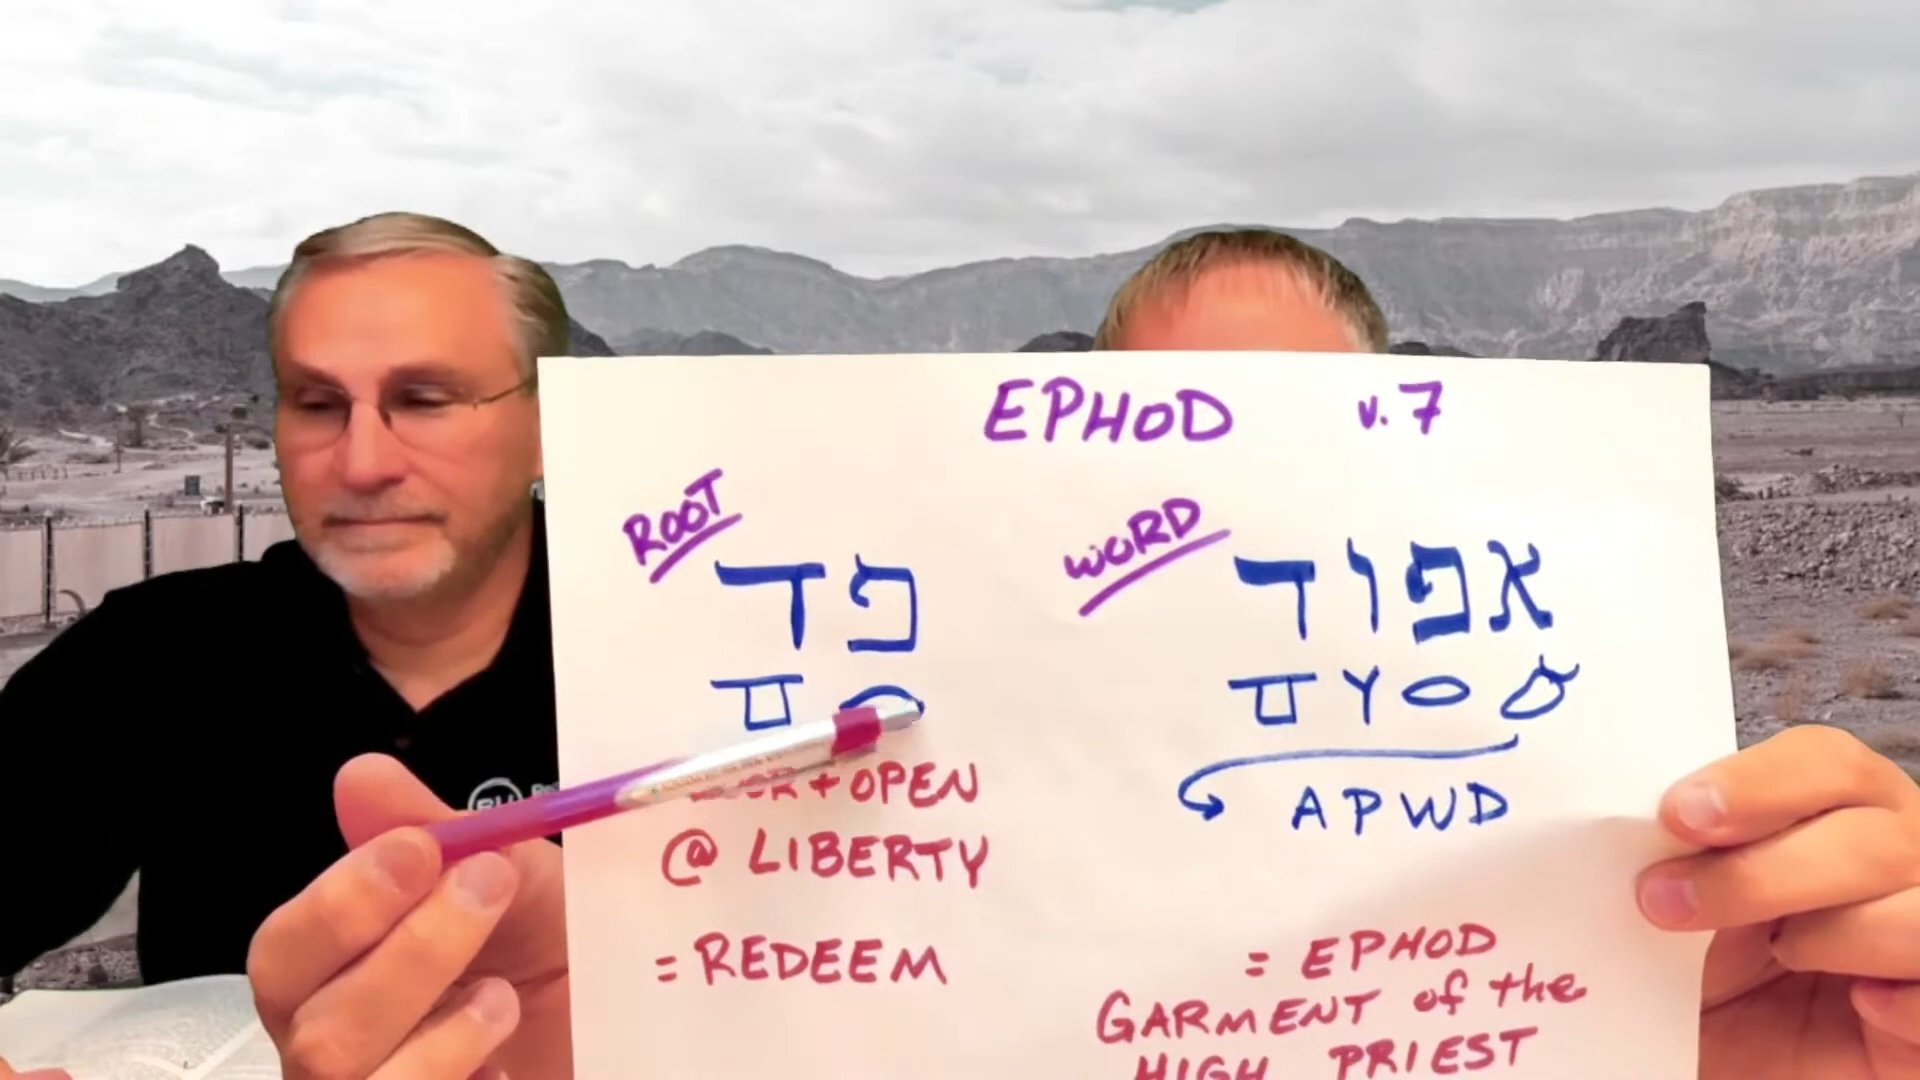 EPHOD v.7
ROOT
פד
+ OPEN
@ LIBERTY
= REDEEM
WORD
אפוד
APWD
= EPHOD
GARMENT of the
HIGH PRIEST